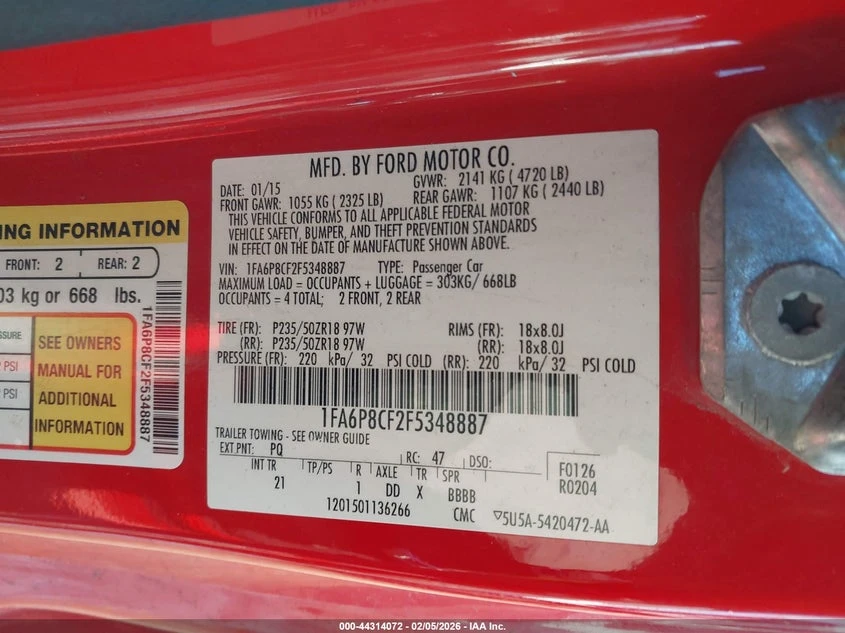 MFD. BY FORD MOTOR CO.
DATE: 01/15
GVWR: 2141 KG ( 4720 LB)
FRONT GAWR: 1055 KG ( 2325 LB)
REAR GAWR: 1107 KG ( 2440 LB)
THIS VEHICLE CONFORMS TO ALL APPLICABLE FEDERAL MOTOR
VEHICLE SAFETY, BUMPER, AND THEFT PREVENTION STANDARDS
IN EFFECT ON THE DATE OF MANUFACTURE SHOWN ABOVE.
VIN: 1FA6P8CF2F5348887 TYPE: Passenger Car
MAXIMUM LOAD = OCCUPANTS + LUGGAGE = 303KG/ 668LB
OCCUPANTS = 4 TOTAL; 2 FRONT, 2 REAR
TIRE (FR): P235/50ZR18 97W RIMS (FR): 18x8.0J
(RR): P235/50ZR18 97W (RR): 18x8.0J
PRESSURE (FR): 220 kPa/ 32 PSI COLD (RR): 220 kPa/ 32 PSI COLD
1FA6P8CF2F5348887
TRAILER TOWING - SEE OWNER GUIDE
EXT PNT: PQ RC: 47 DSO:
F0126
R0204
INT TR TP/PS R AXLE TR SPR
21 1 DD X BBBB
1201501136266 CMC ▽5U5A-5420472-AA
NG INFORMATION
FRONT: 2 REAR: 2
03 kg or 668 lbs.
SSURE
PSI
PSI
SEE OWNERS
MANUAL FOR
ADDITIONAL
INFORMATION
1FA6P8CF2F5348887
000-44314072 - 02/05/2026 - IAA Inc.